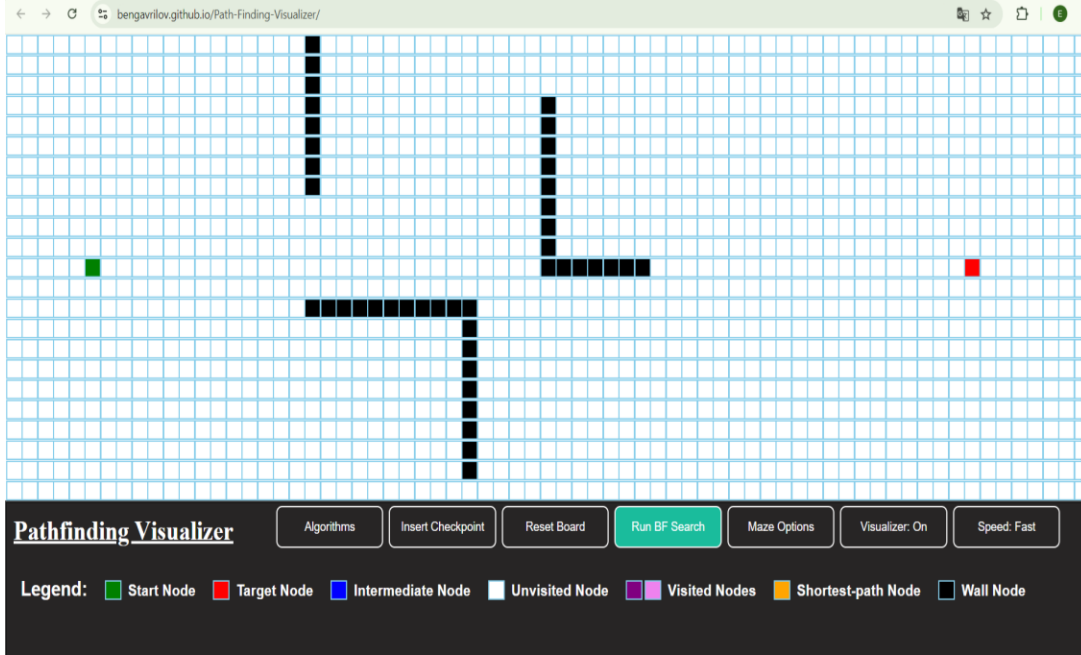 bengavrilov.github.io/Path-Finding-Visualizer/
E
Pathfinding Visualizer
Algorithms
Insert Checkpoint
Reset Board
Run BF Search
Maze Options
Visualizer: On
Speed: Fast
Legend: Start Node Target Node Intermediate Node Unvisited Node Visited Nodes Shortest-path Node Wall Node